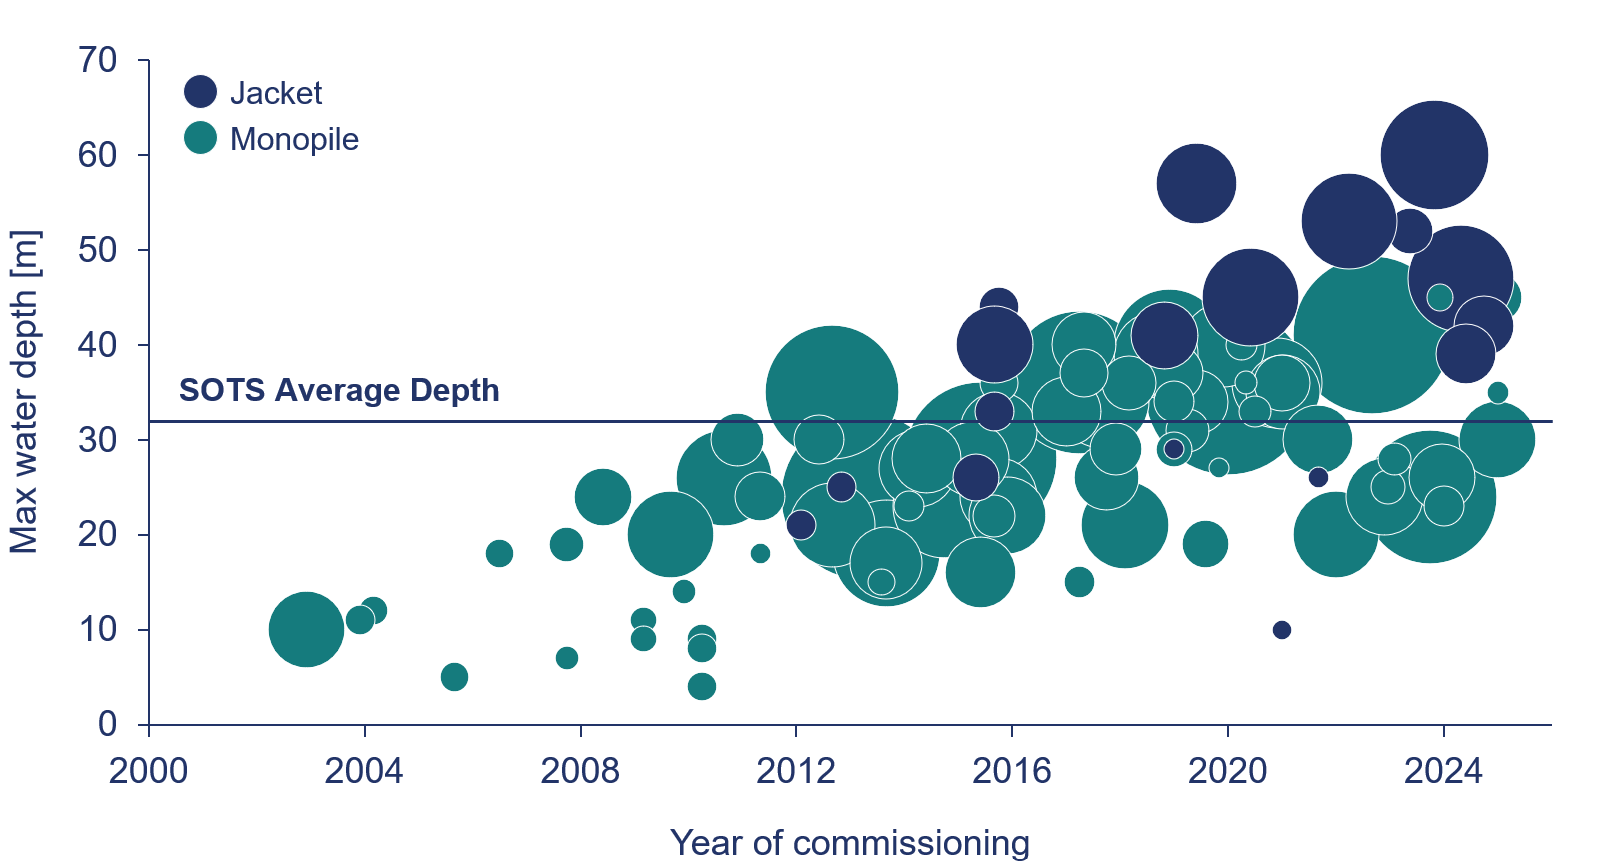 70
Jacket
Monopile
60
50
40
SOTS Average Depth
30
20
10
0
Max water depth [m]
2000 2004 2008 2012 2016 2020 2024
Year of commissioning